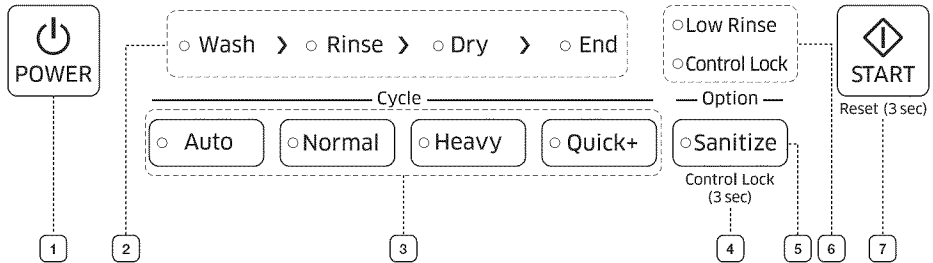 POWER
Wash > Rinse > Dry > End
Low Rinse
Control Lock
START
Reset (3 sec)
Cycle
Option
Auto
Normal
Heavy
Quick+
Sanitize
Control Lock
(3 sec)
1
2
3
4
5
6
7